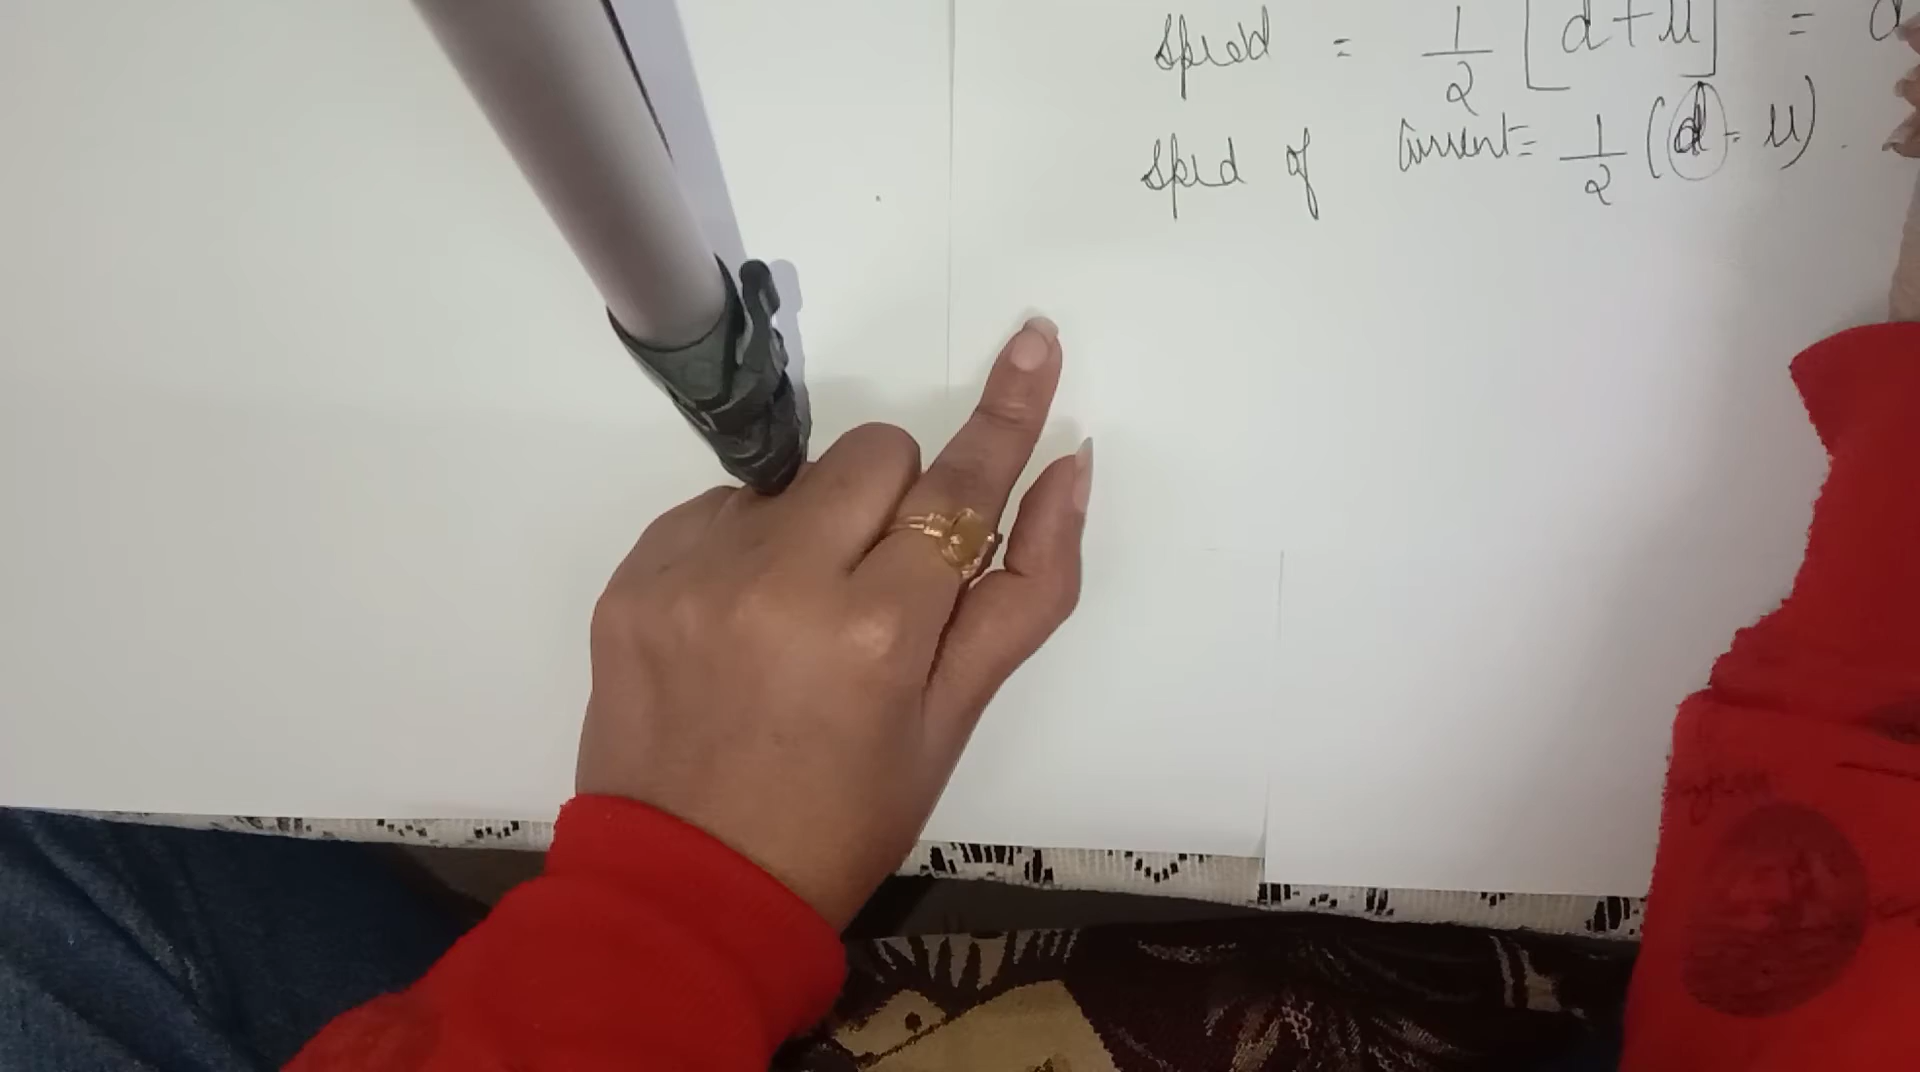 speed = 1/2 [d+u] = d
speed of current = 1/2 (d - u)